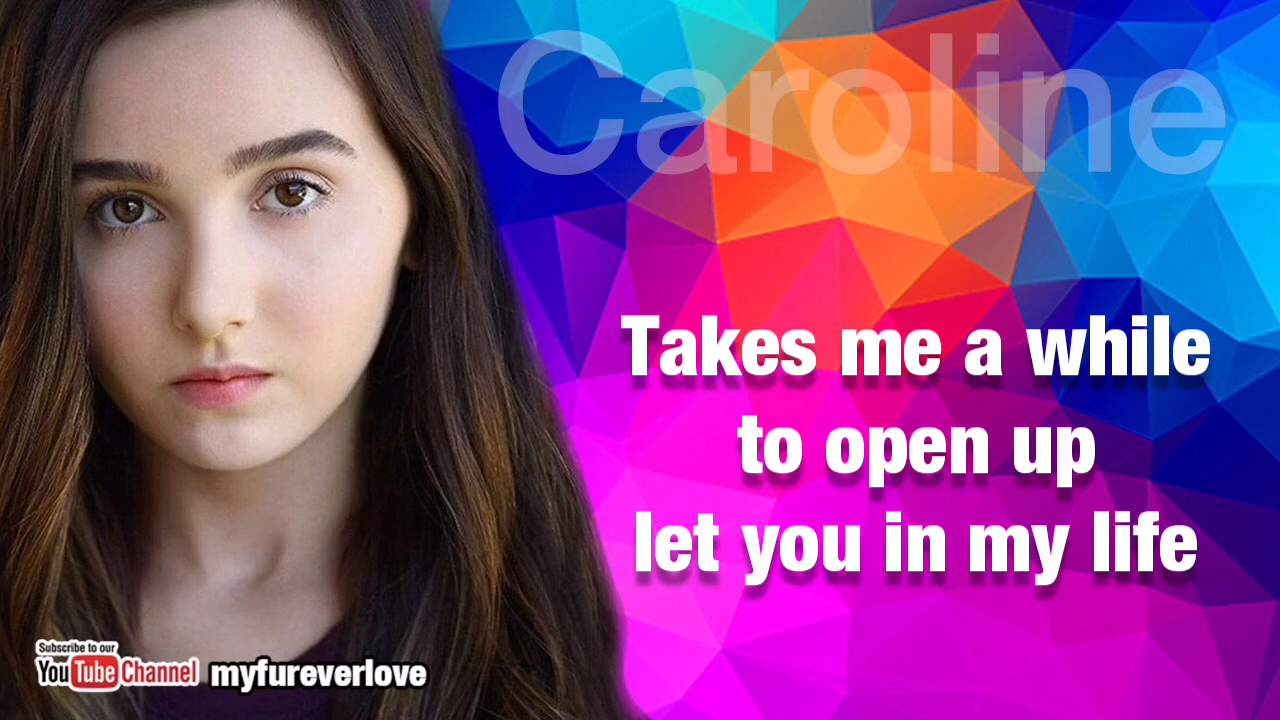 Caroline
Takes me a while
to open up
let you in my life
Subscribe to our
YouTube Channel myfureverlove